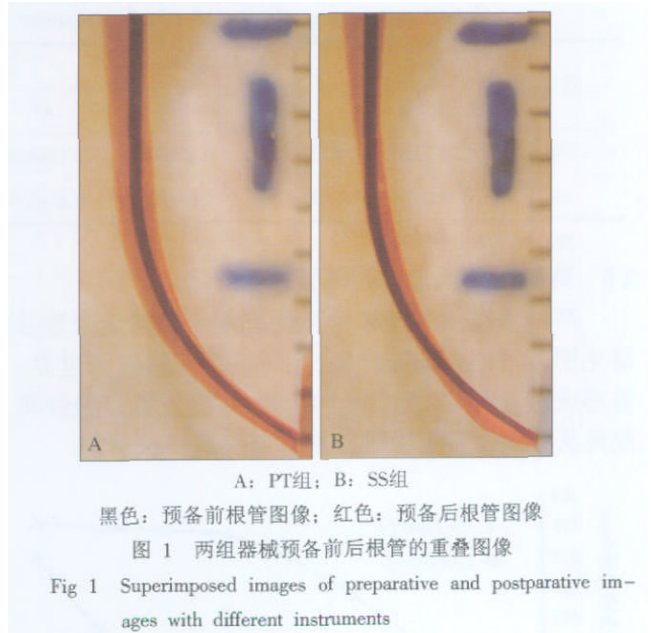 A
B
A: PT组; B: SS组
黑色: 预备前根管图像; 红色: 预备后根管图像
图 1 两组器械预备前后根管的重叠图像
Fig 1 Superimposed images of preparative and postparative im-
ages with different instruments